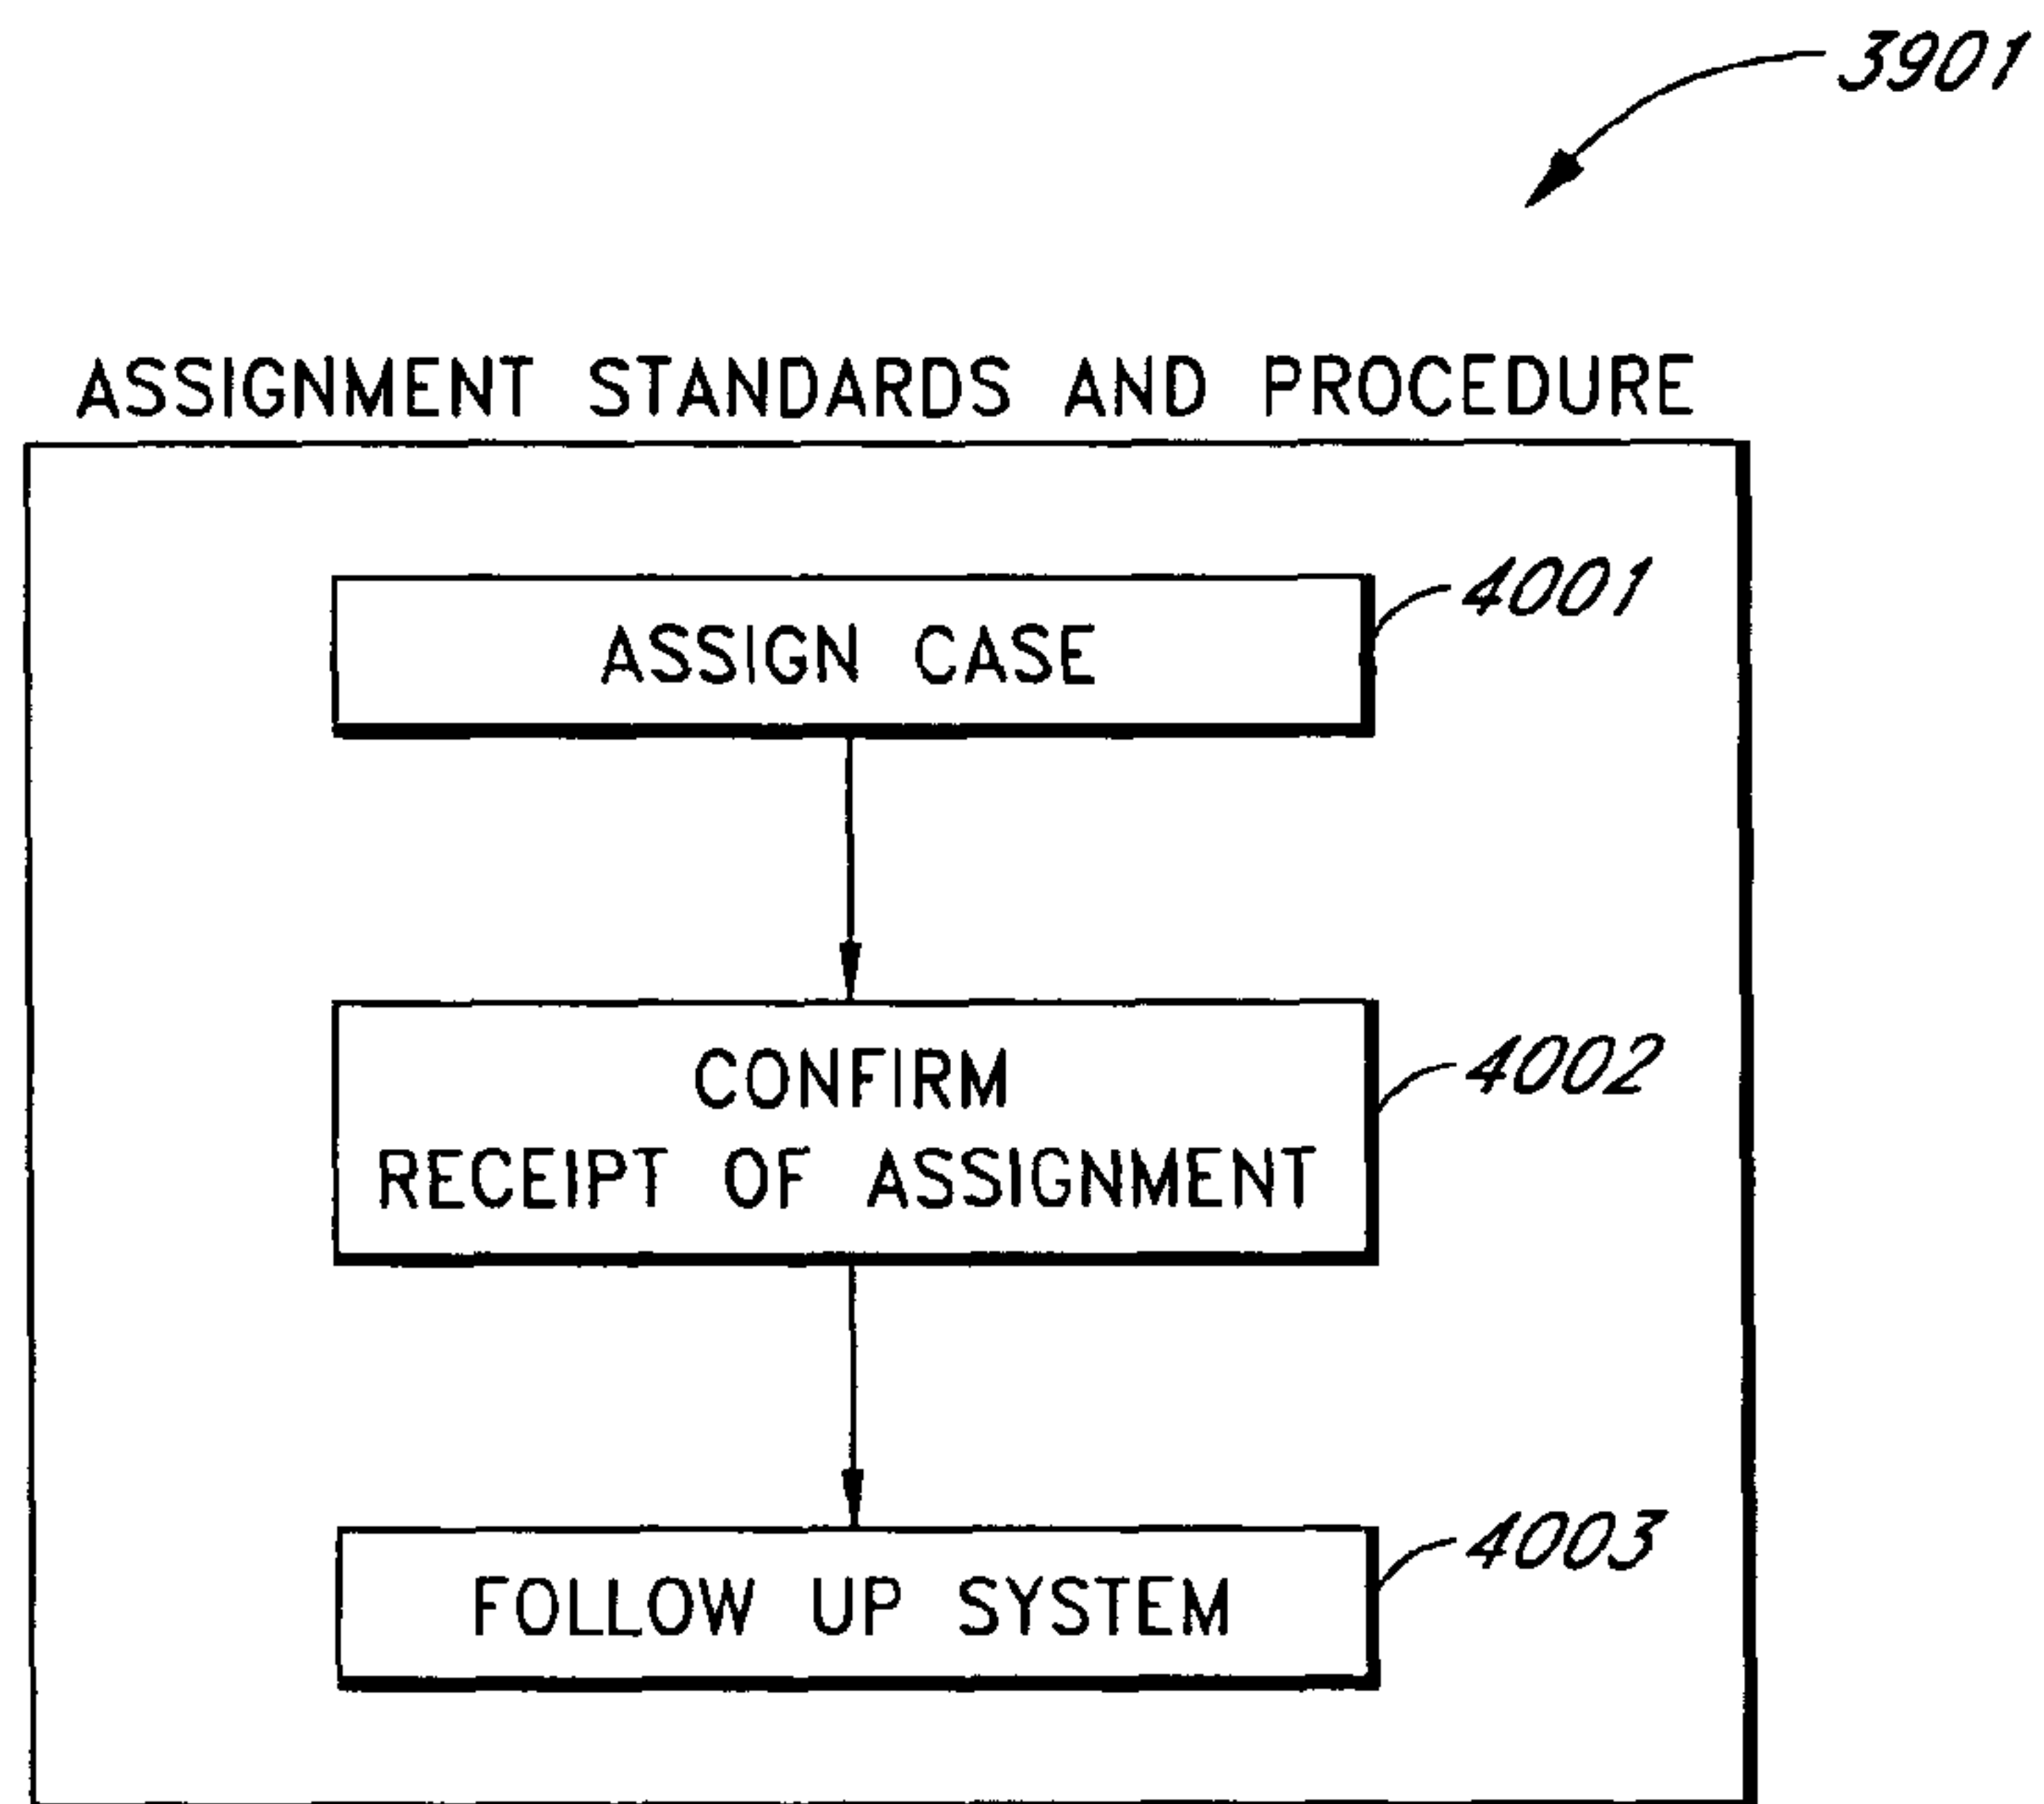 3901
ASSIGNMENT STANDARDS AND PROCEDURE
ASSIGN CASE
4001
CONFIRM
RECEIPT OF ASSIGNMENT
4002
FOLLOW UP SYSTEM
4003